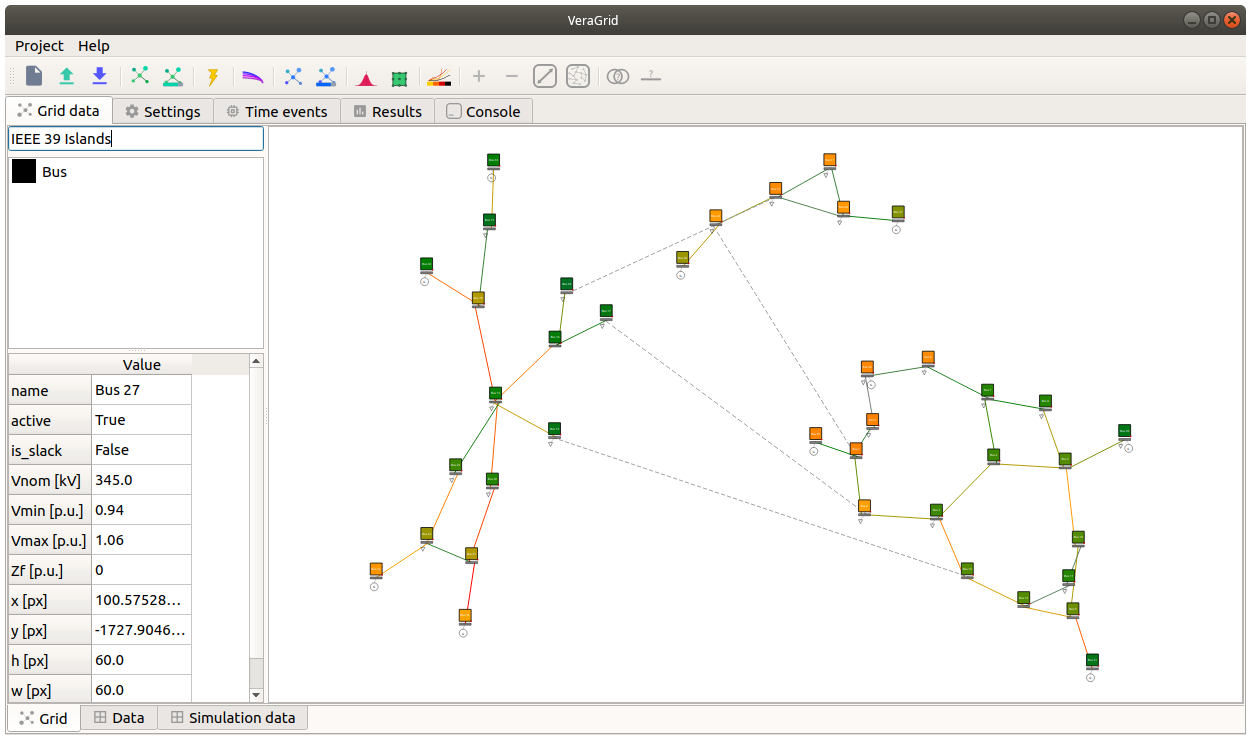 VeraGrid
Project Help
Grid data Settings Time events Results Console
IEEE 39 Islands
Bus
Value
name Bus 27
active True
is_slack False
Vnom [kV] 345.0
Vmin [p.u.] 0.94
Vmax [p.u.] 1.06
Zf [p.u.] 0
x [px] 100.57528...
y [px] -1727.9046...
h [px] 60.0
w [px] 60.0
Grid Data Simulation data